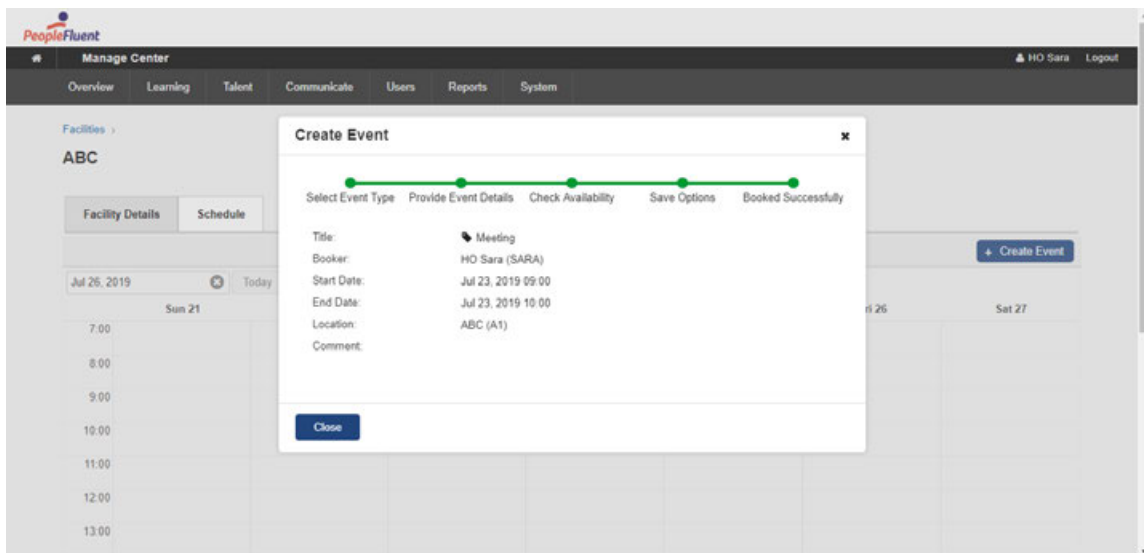 PeopleFluent
Manage Center HO Sara Logout
Overview Learning Talent Communicate Users Reports System
Facilities ›
ABC
Create Event
Select Event Type Provide Event Details Check Availability Save Options Booked Successfully
Facility Details Schedule
Title: Meeting
Booker: HO Sara (SARA)
Start Date: Jul 23, 2019 09:00
End Date: Jul 23, 2019 10:00
Location: ABC (A1)
Comment:
Close
+ Create Event
Jul 26, 2019 Today
Sun 21 ri 26 Sat 27
7:00
8:00
9:00
10:00
11:00
12:00
13:00